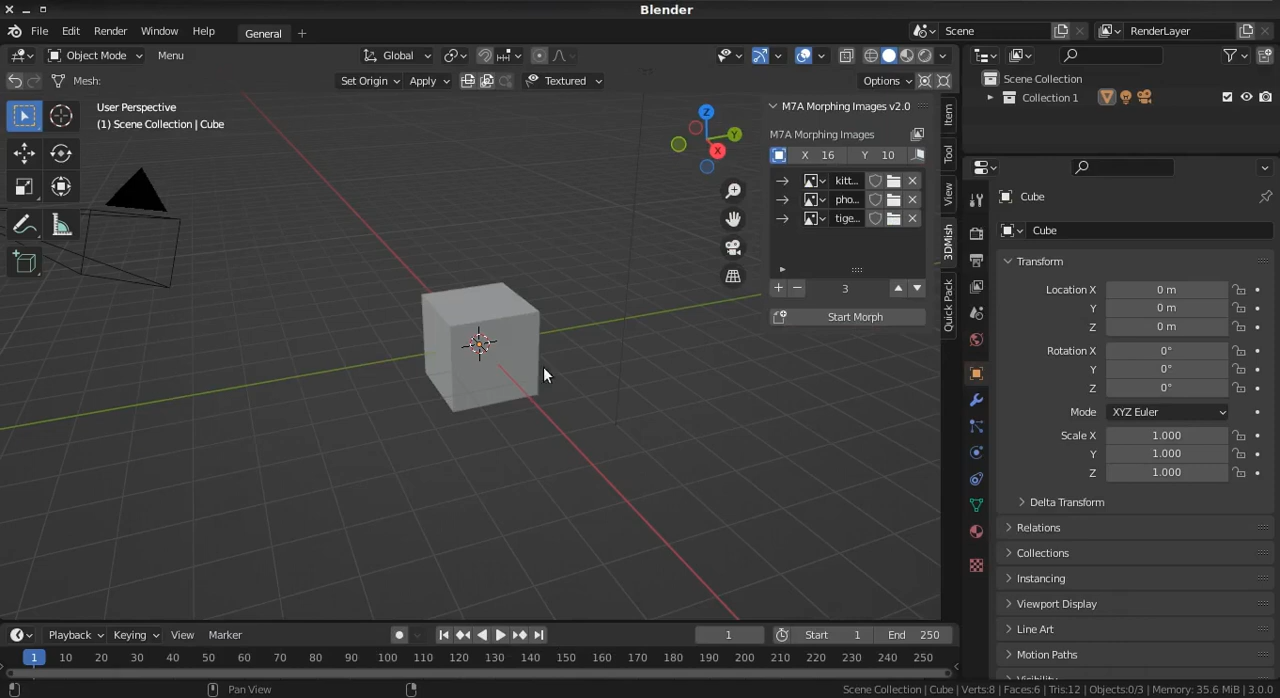 Blender
File Edit Render Window Help General Scene RenderLayer
Object Mode Menu Global
Mesh: Set Origin Apply Textured Options
User Perspective
(1) Scene Collection | Cube
Z
Y
X
M7A Morphing Images v2.0
M7A Morphing Images
X 16 Y 10
kitt...
pho...
tige...
3
Start Morph
Item
Tool
View
3DMish
Quick Pack
Scene Collection
Collection 1
Cube
Cube
Transform
Location X 0 m
Y 0 m
Z 0 m
Rotation X 0°
Y 0°
Z 0°
Mode XYZ Euler
Scale X 1.000
Y 1.000
Z 1.000
Delta Transform
Relations
Collections
Instancing
Viewport Display
Line Art
Motion Paths
Playback Keying View Marker 1 Start 1 End 250
1 10 20 30 40 50 60 70 80 90 100 110 120 130 140 150 160 170 180 190 200 210 220 230 240 250
Pan View
Scene Collection | Cube | Verts:8 | Faces:6 | Tris:12 | Objects:0/3 | Memory: 35.6 MiB | 3.0.0